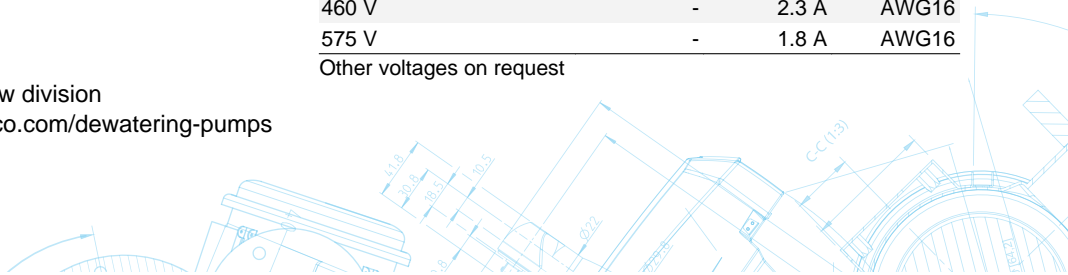 460 V - 2.3 A AWG16
575 V - 1.8 A AWG16
Other voltages on request
w division
co.com/dewatering-pumps
C-C (1:3)
41.8
30.8
18.5
10.5
Ø22